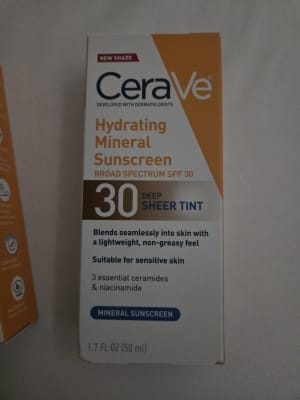 NEW SHADE
CeraVe
DEVELOPED WITH DERMATOLOGISTS
Hydrating
Mineral
Sunscreen
BROAD SPECTRUM SPF 30
30 DEEP
SHEER TINT
Blends seamlessly into skin with
a lightweight, non-greasy feel
Suitable for sensitive skin
3 essential ceramides
& niacinamide
MINERAL SUNSCREEN
1.7 FL OZ (50 ml)